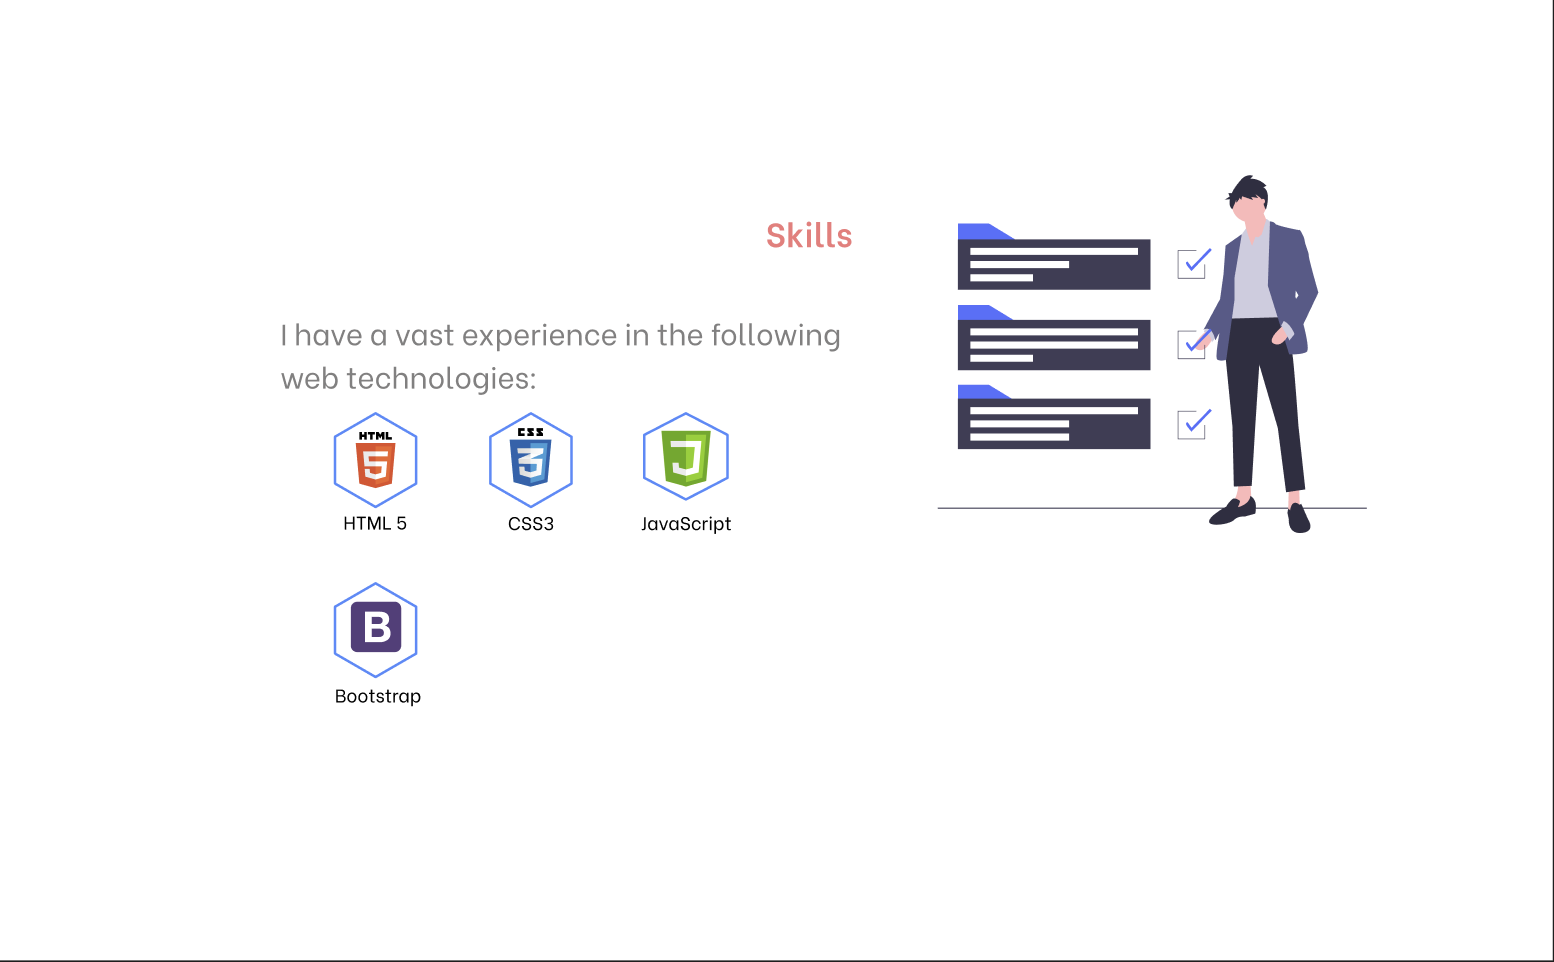 Skills
I have a vast experience in the following
web technologies:
HTML
5
CSS
3
J
HTML 5
CSS3
JavaScript
B
Bootstrap